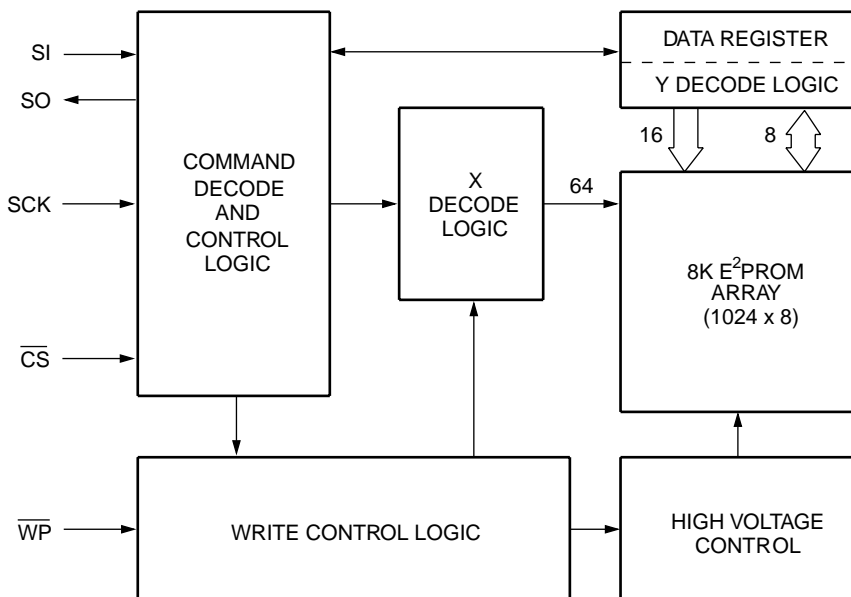 SI
SO
SCK
CS
WP
COMMAND
DECODE
AND
CONTROL
LOGIC
X
DECODE
LOGIC
64
DATA REGISTER
Y DECODE LOGIC
16
8
8K E²PROM
ARRAY
(1024 x 8)
WRITE CONTROL LOGIC
HIGH VOLTAGE
CONTROL